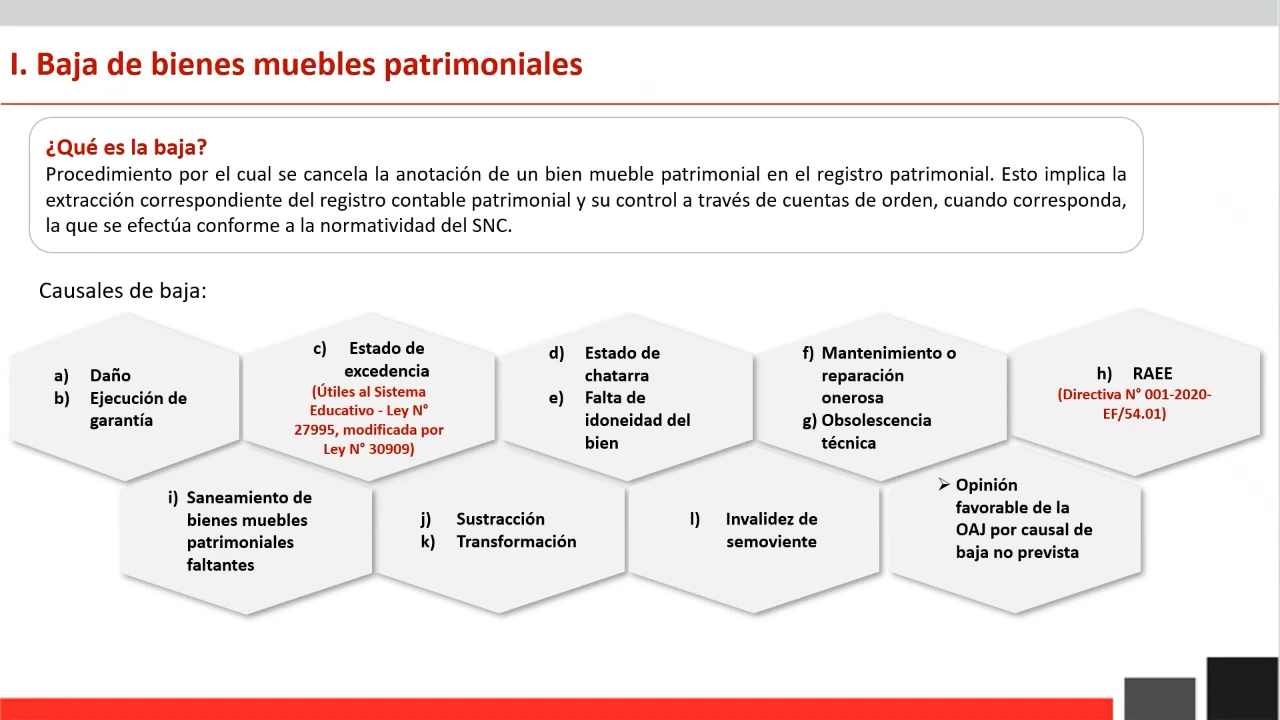 I. Baja de bienes muebles patrimoniales
¿Qué es la baja?
Procedimiento por el cual se cancela la anotación de un bien mueble patrimonial en el registro patrimonial. Esto implica la
extracción correspondiente del registro contable patrimonial y su control a través de cuentas de orden, cuando corresponda,
la que se efectúa conforme a la normatividad del SNC.
Causales de baja:
a) Daño
b) Ejecución de
garantía
c) Estado de
excedencia
(Útiles al Sistema
Educativo - Ley N°
27995, modificada por
Ley N° 30909)
d) Estado de
chatarra
e) Falta de
idoneidad del
bien
f) Mantenimiento o
reparación
onerosa
g) Obsolescencia
técnica
h) RAEE
(Directiva N° 001-2020-
EF/54.01)
i) Saneamiento de
bienes muebles
patrimoniales
faltantes
j) Sustracción
k) Transformación
l) Invalidez de
semoviente
➢ Opinión
favorable de la
OAJ por causal de
baja no prevista